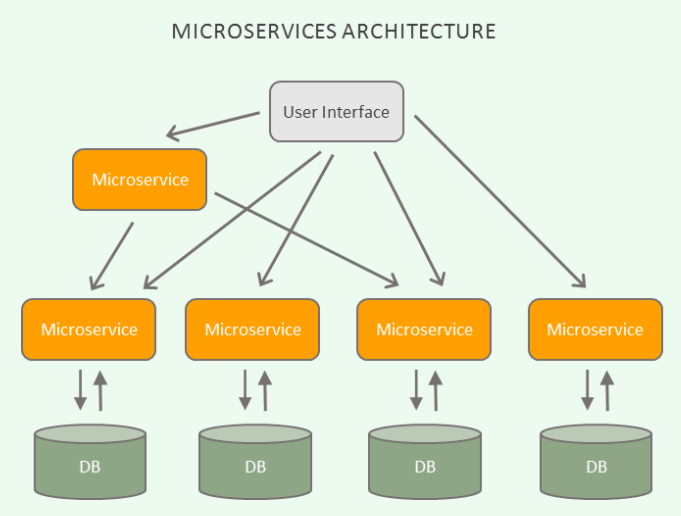 MICROSERVICES ARCHITECTURE
User Interface
Microservice
Microservice
Microservice
Microservice
Microservice
DB
DB
DB
DB